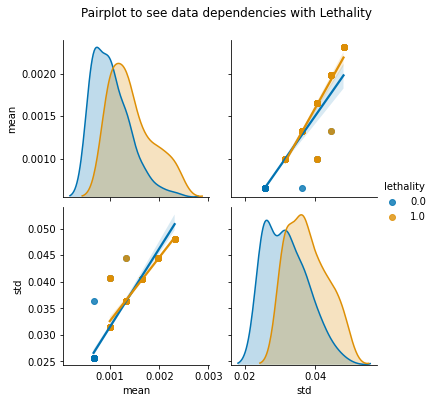 Pairplot to see data dependencies with Lethality
0.0020
0.0015
0.0010
mean
lethality
0.0
1.0
0.050
0.045
0.040
0.035
0.030
0.025
std
0.001 0.002 0.003
mean
0.02 0.04
std